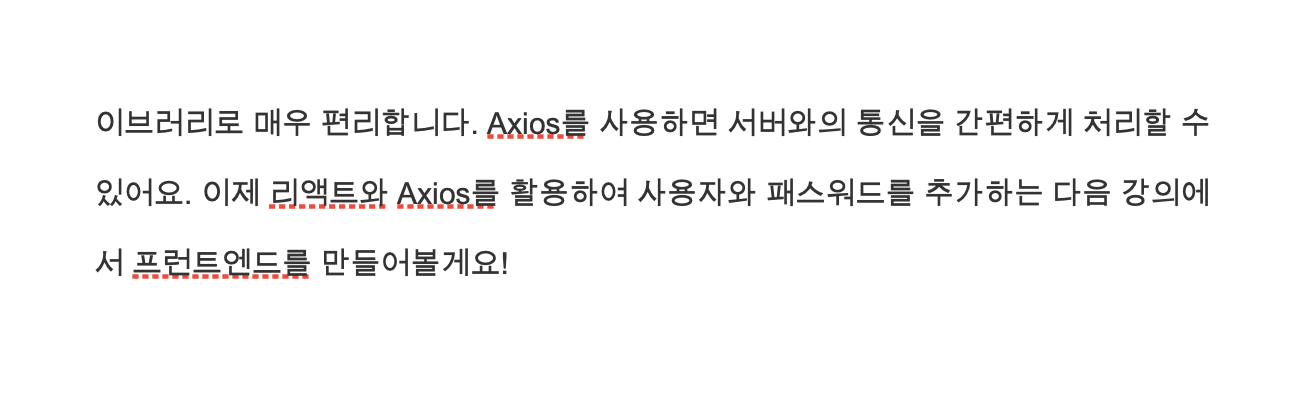 이브러리로 매우 편리합니다. Axios를 사용하면 서버와의 통신을 간편하게 처리할 수
있어요. 이제 리액트와 Axios를 활용하여 사용자와 패스워드를 추가하는 다음 강의에
서 프런트엔드를 만들어볼게요!